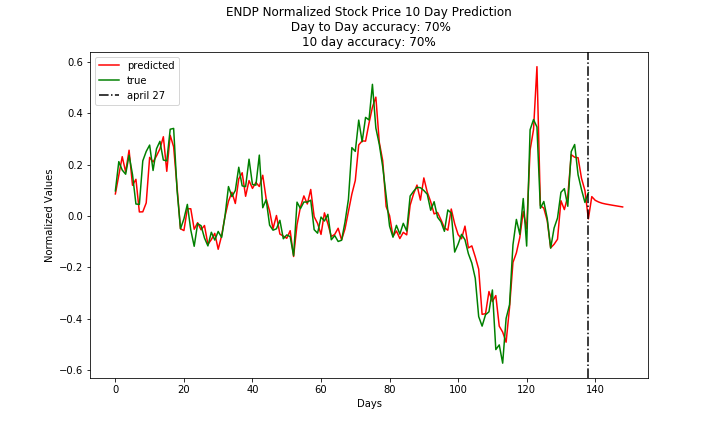 ENDP Normalized Stock Price 10 Day Prediction
Day to Day accuracy: 70%
10 day accuracy: 70%
predicted
true
april 27
Normalized Values
0.6
0.4
0.2
0.0
−0.2
−0.4
−0.6
0 20 40 60 80 100 120 140
Days